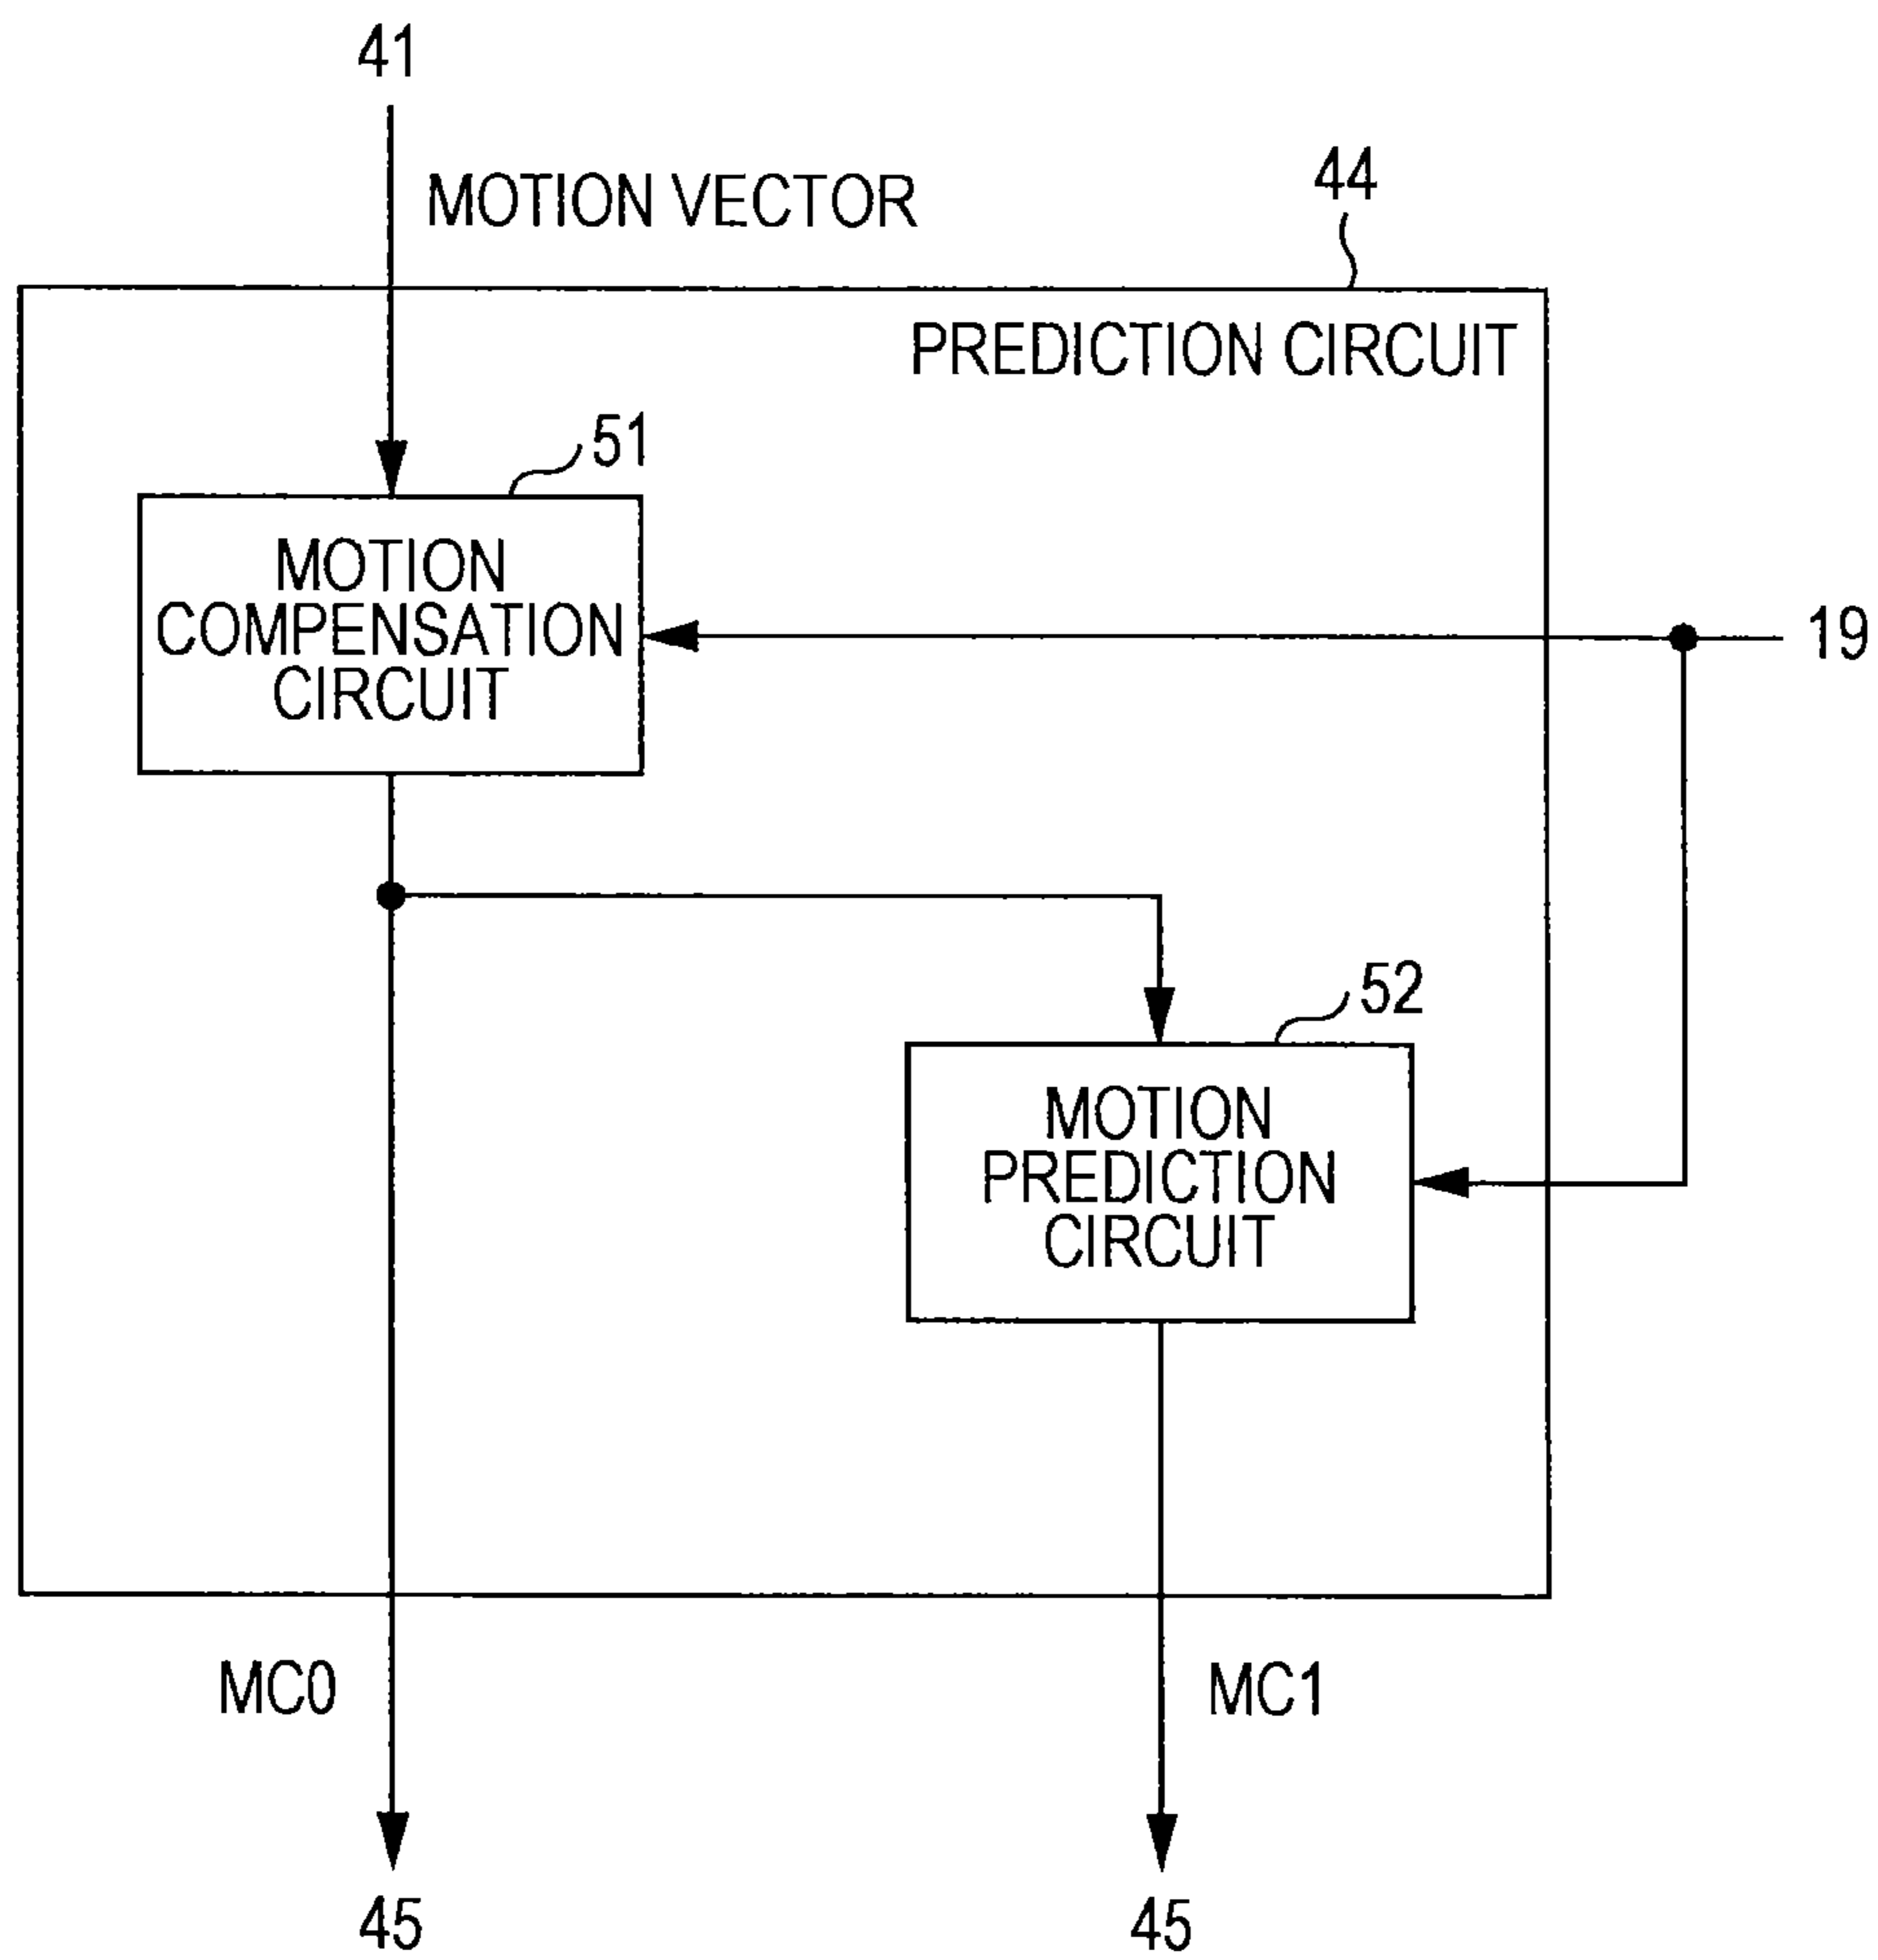 41
MOTION VECTOR
44
PREDICTION CIRCUIT
51
MOTION
COMPENSATION
CIRCUIT
19
52
MOTION
PREDICTION
CIRCUIT
MC0
MC1
45
45